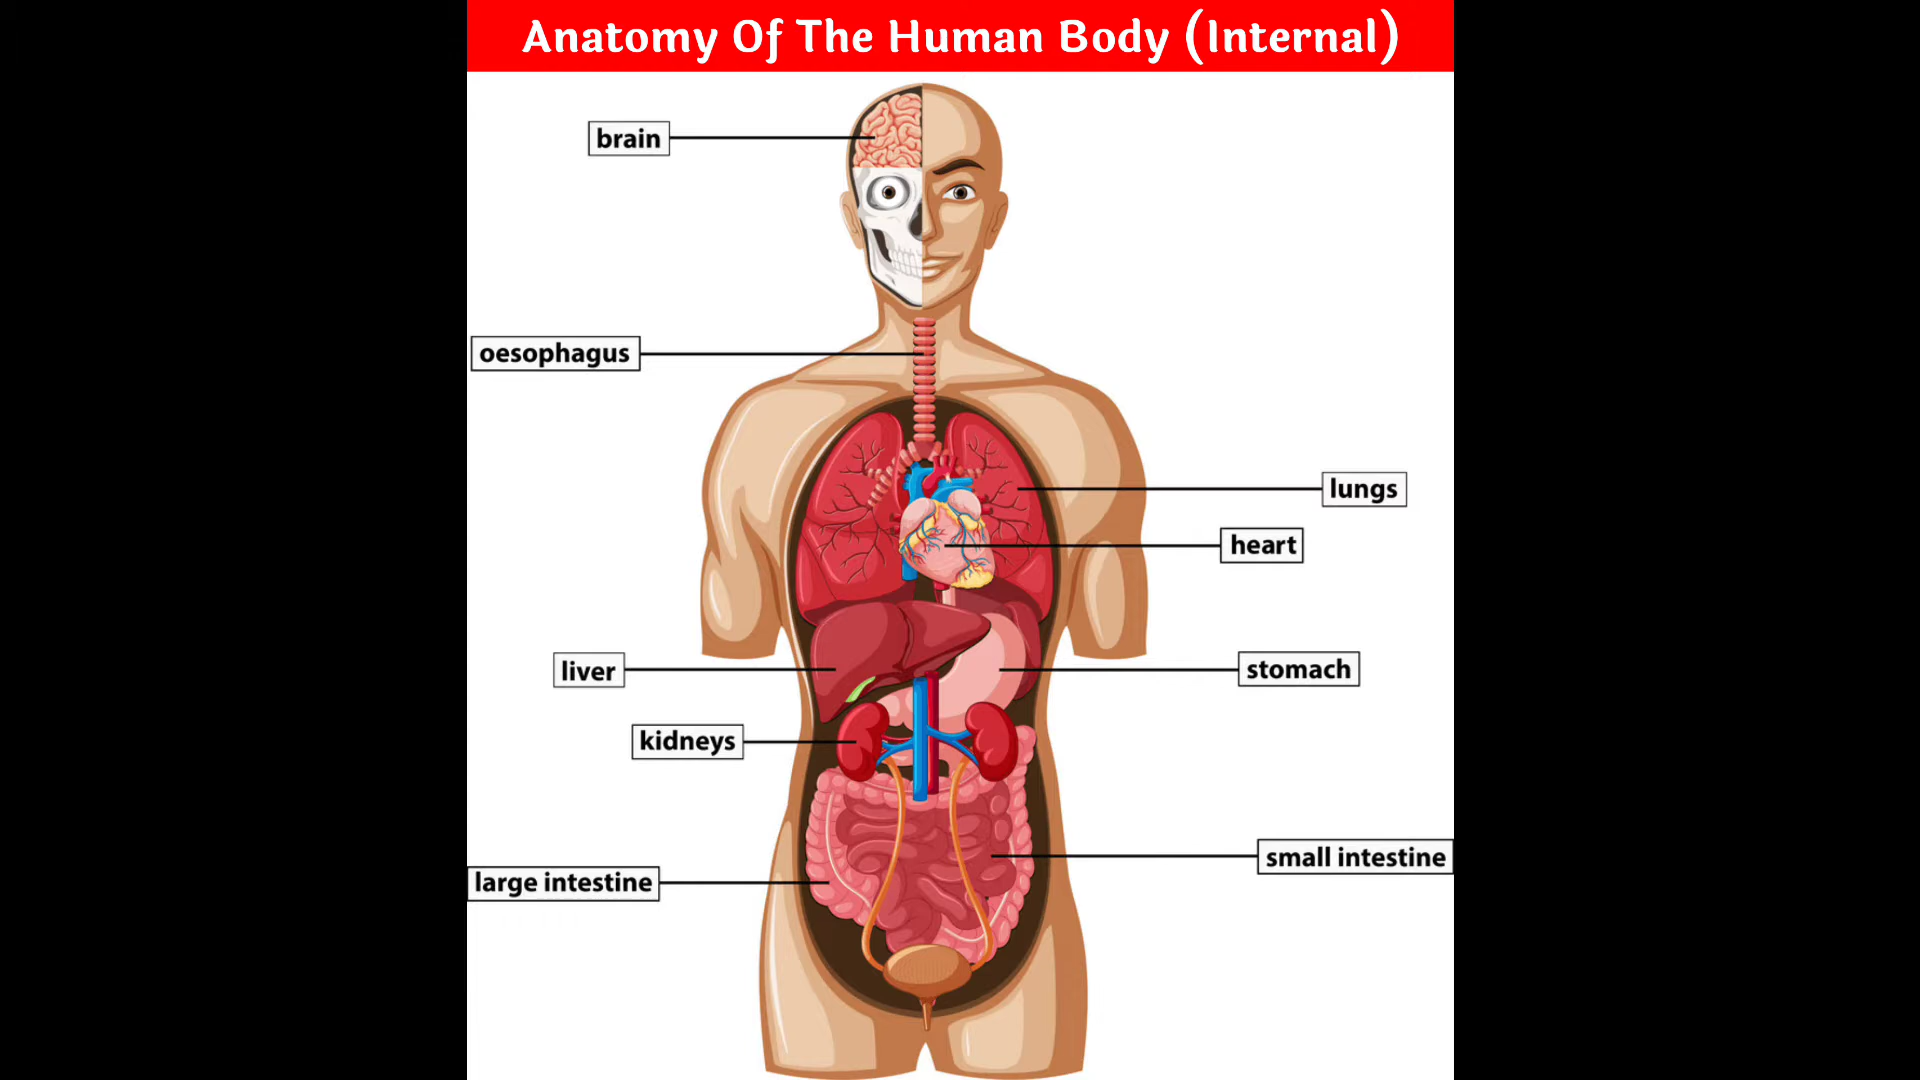 Anatomy Of The Human Body (Internal)
brain
oesophagus
lungs
heart
liver
stomach
kidneys
small intestine
large intestine